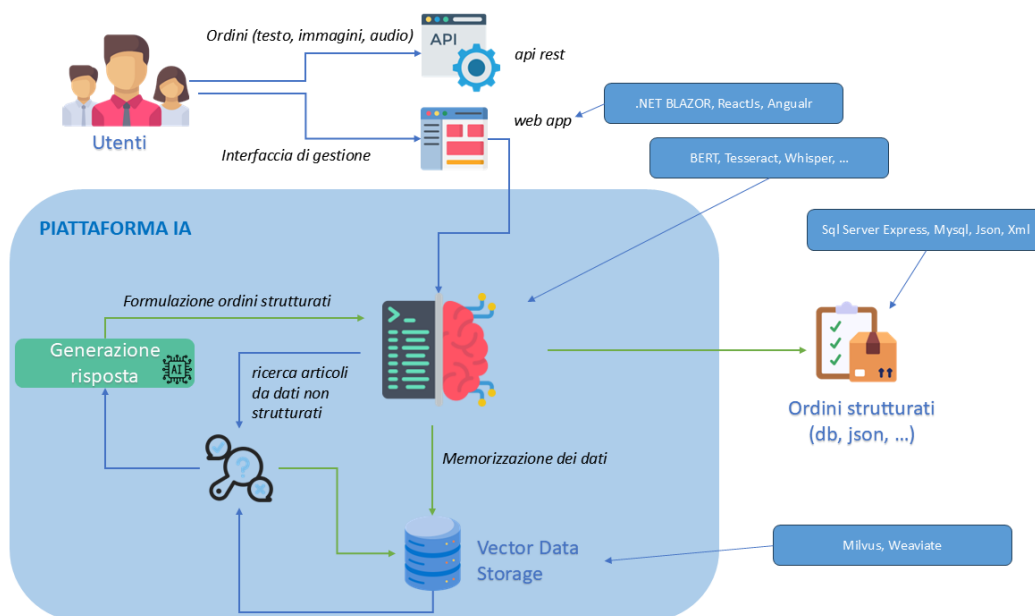 Ordini (testo, immagini, audio)
API
api rest
.NET BLAZOR, ReactJs, Angualr
web app
Utenti
Interfaccia di gestione
BERT, Tesseract, Whisper, ...
PIATTAFORMA IA
Sql Server Express, Mysql, Json, Xml
Formulazione ordini strutturati
Generazione
risposta
AI
ricerca articoli
da dati non
strutturati
Ordini strutturati
(db, json, ...)
Memorizzazione dei dati
Vector Data
Storage
Milvus, Weaviate